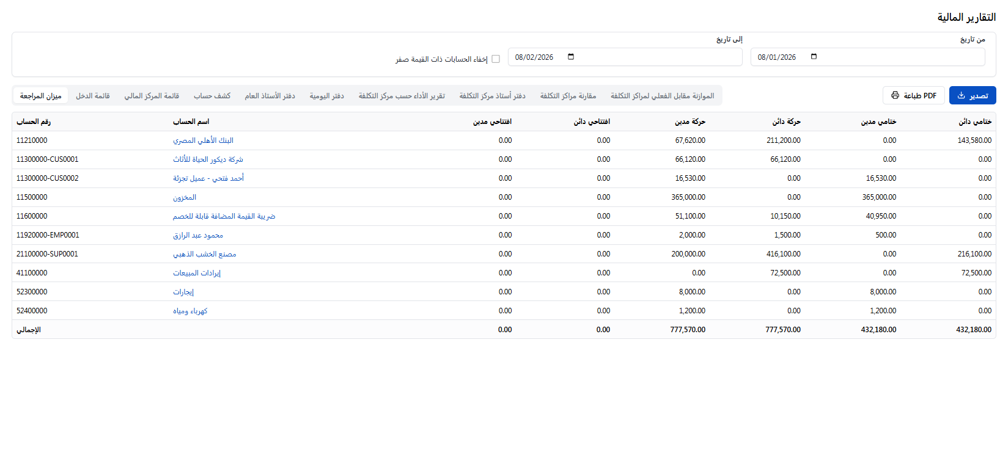 التقارير المالية
من تاريخ
إلى تاريخ
08/01/2026
08/02/2026
إخفاء الحسابات ذات القيمة صفر
تصدير
طباعة PDF
ميزان المراجعة
قائمة الدخل
قائمة المركز المالي
كشف حساب
دفتر الأستاذ العام
دفتر اليومية
تقرير الأداء حسب مركز التكلفة
دفتر أستاذ مركز التكلفة
مقارنة مراكز التكلفة
الموازنة مقابل الفعلي لمراكز التكلفة
رقم الحساب اسم الحساب افتتاحي مدين افتتاحي دائن حركة مدين حركة دائن ختامي مدين ختامي دائن
11210000 البنك الأهلي المصري 0.00 0.00 67,620.00 211,200.00 0.00 143,580.00
11300000-CUS0001 شركة ديكور الحياة للأثاث 0.00 0.00 66,120.00 66,120.00 0.00 0.00
11300000-CUS0002 أحمد فتحي - عميل تجزئة 0.00 0.00 16,530.00 0.00 16,530.00 0.00
11500000 المخزون 0.00 0.00 365,000.00 0.00 365,000.00 0.00
11600000 ضريبة القيمة المضافة قابلة للخصم 0.00 0.00 51,100.00 10,150.00 40,950.00 0.00
11920000-EMP0001 محمود عبد الرازق 0.00 0.00 2,000.00 1,500.00 500.00 0.00
21100000-SUP0001 مصنع الخشب الذهبي 0.00 0.00 200,000.00 416,100.00 0.00 216,100.00
41100000 إيرادات المبيعات 0.00 0.00 0.00 72,500.00 0.00 72,500.00
52300000 إيجارات 0.00 0.00 8,000.00 0.00 8,000.00 0.00
52400000 كهرباء ومياه 0.00 0.00 1,200.00 0.00 1,200.00 0.00
الإجمالي 0.00 0.00 777,570.00 777,570.00 432,180.00 432,180.00